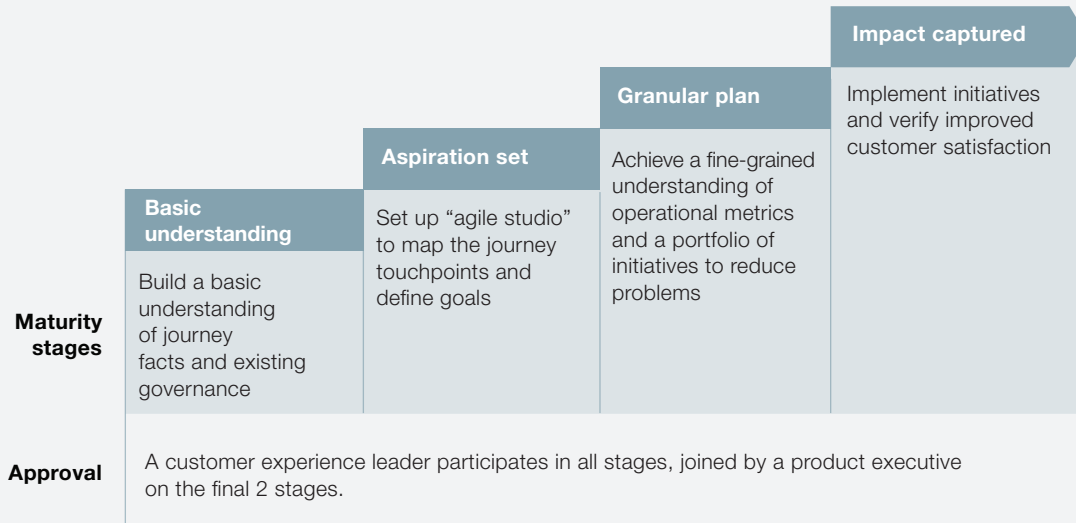 Impact captured
Implement initiatives
and verify improved
customer satisfaction
Granular plan
Achieve a fine-grained
understanding of
operational metrics
and a portfolio of
initiatives to reduce
problems
Aspiration set
Set up “agile studio”
to map the journey
touchpoints and
define goals
Basic
understanding
Build a basic
understanding
of journey
facts and existing
governance
Maturity
stages
Approval
A customer experience leader participates in all stages, joined by a product executive
on the final 2 stages.